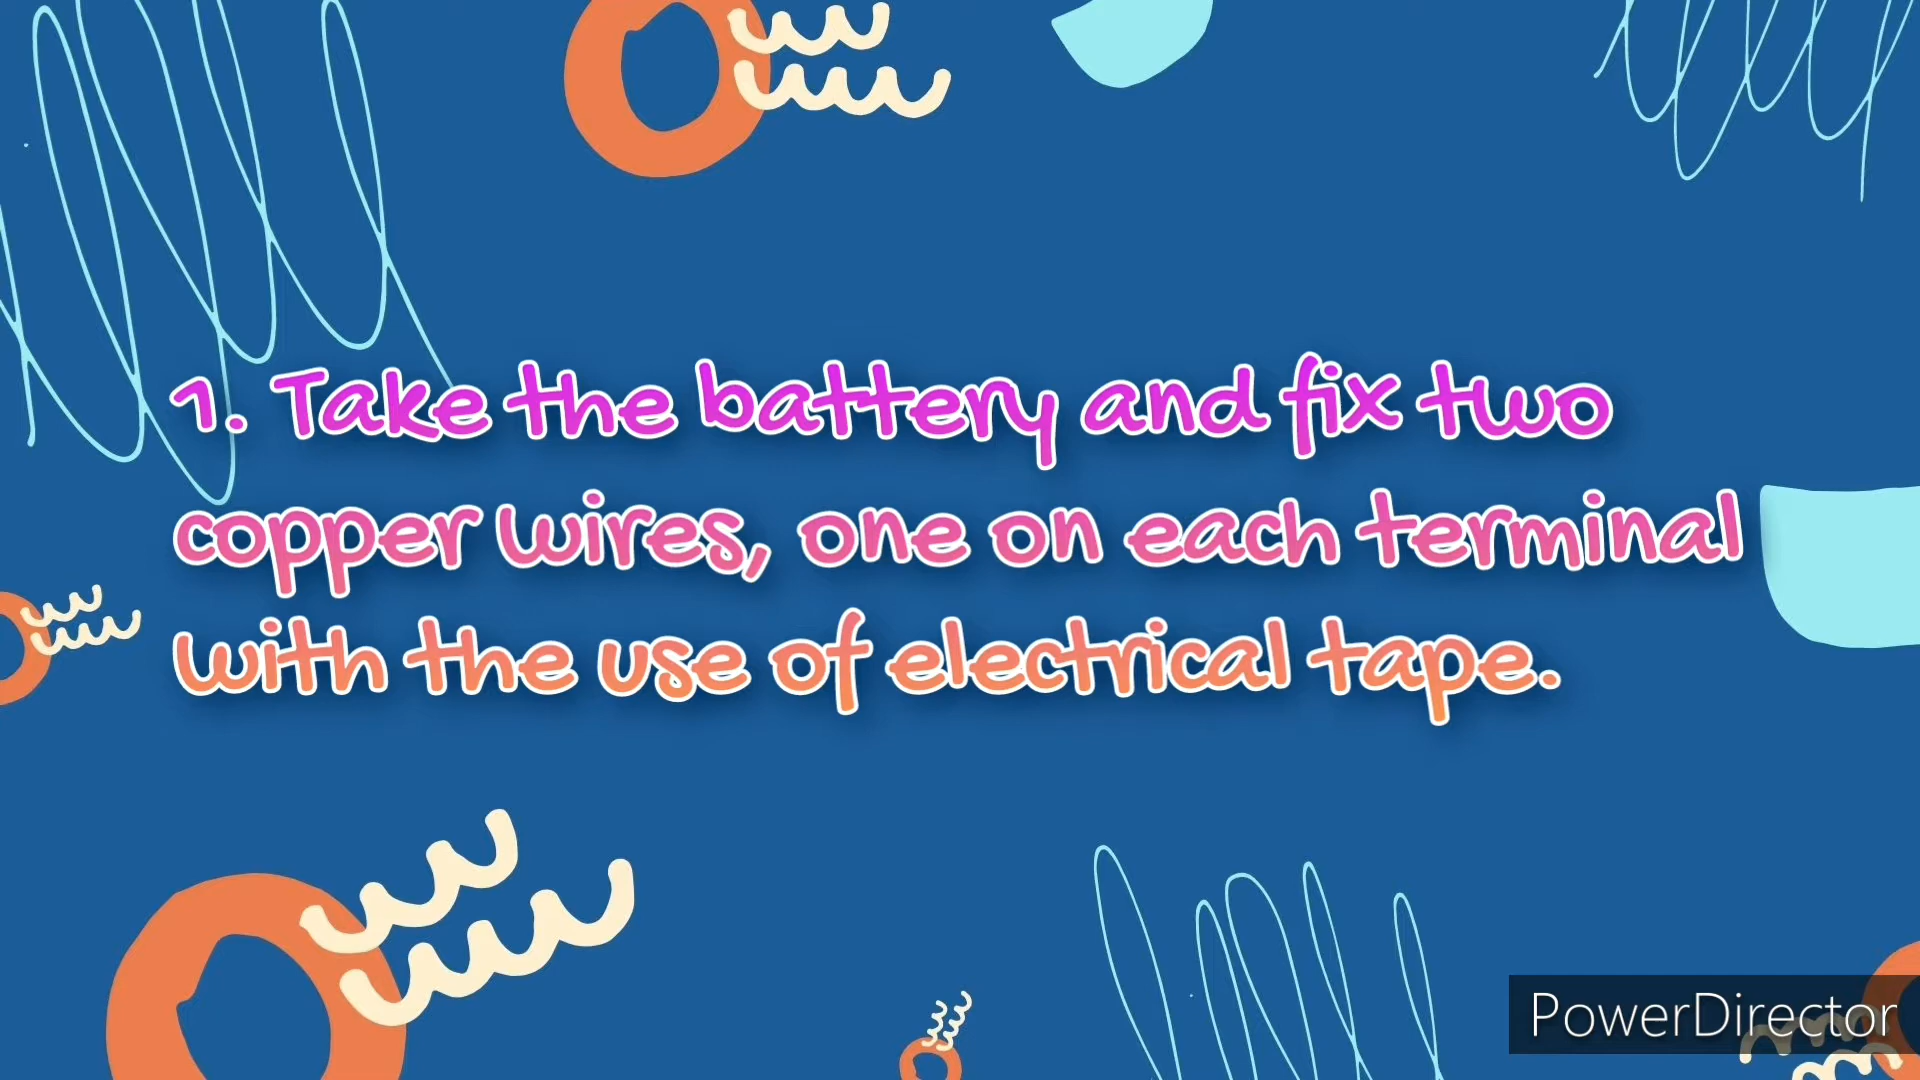 1. Take the battery and fix two
copper wires, one on each terminal
with the use of electrical tape.
PowerDirector